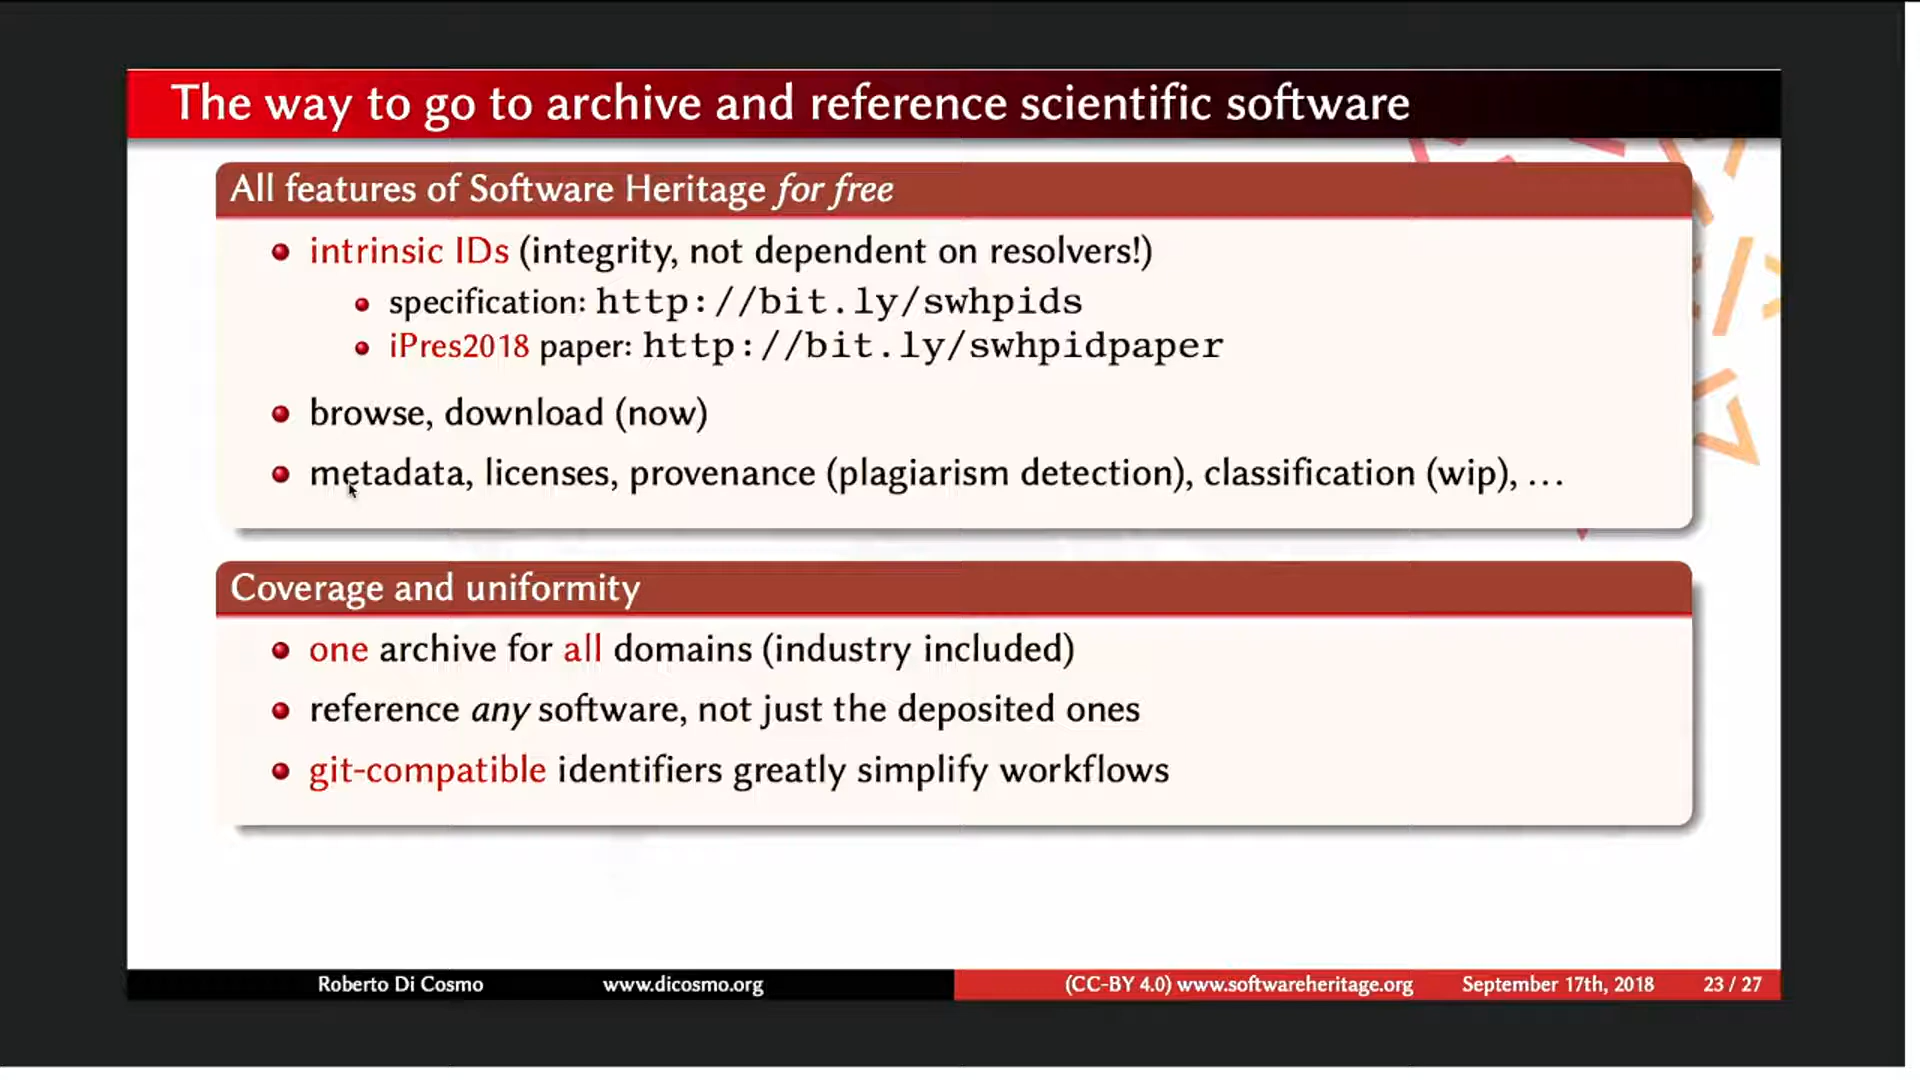 The way to go to archive and reference scientific software
All features of Software Heritage for free
intrinsic IDs (integrity, not dependent on resolvers!)
specification: http://bit.ly/swhpids
iPres2018 paper: http://bit.ly/swhpidpaper
browse, download (now)
metadata, licenses, provenance (plagiarism detection), classification (wip), ...
Coverage and uniformity
one archive for all domains (industry included)
reference any software, not just the deposited ones
git-compatible identifiers greatly simplify workflows
Roberto Di Cosmo www.dicosmo.org (CC-BY 4.0) www.softwareheritage.org September 17th, 2018 23 / 27